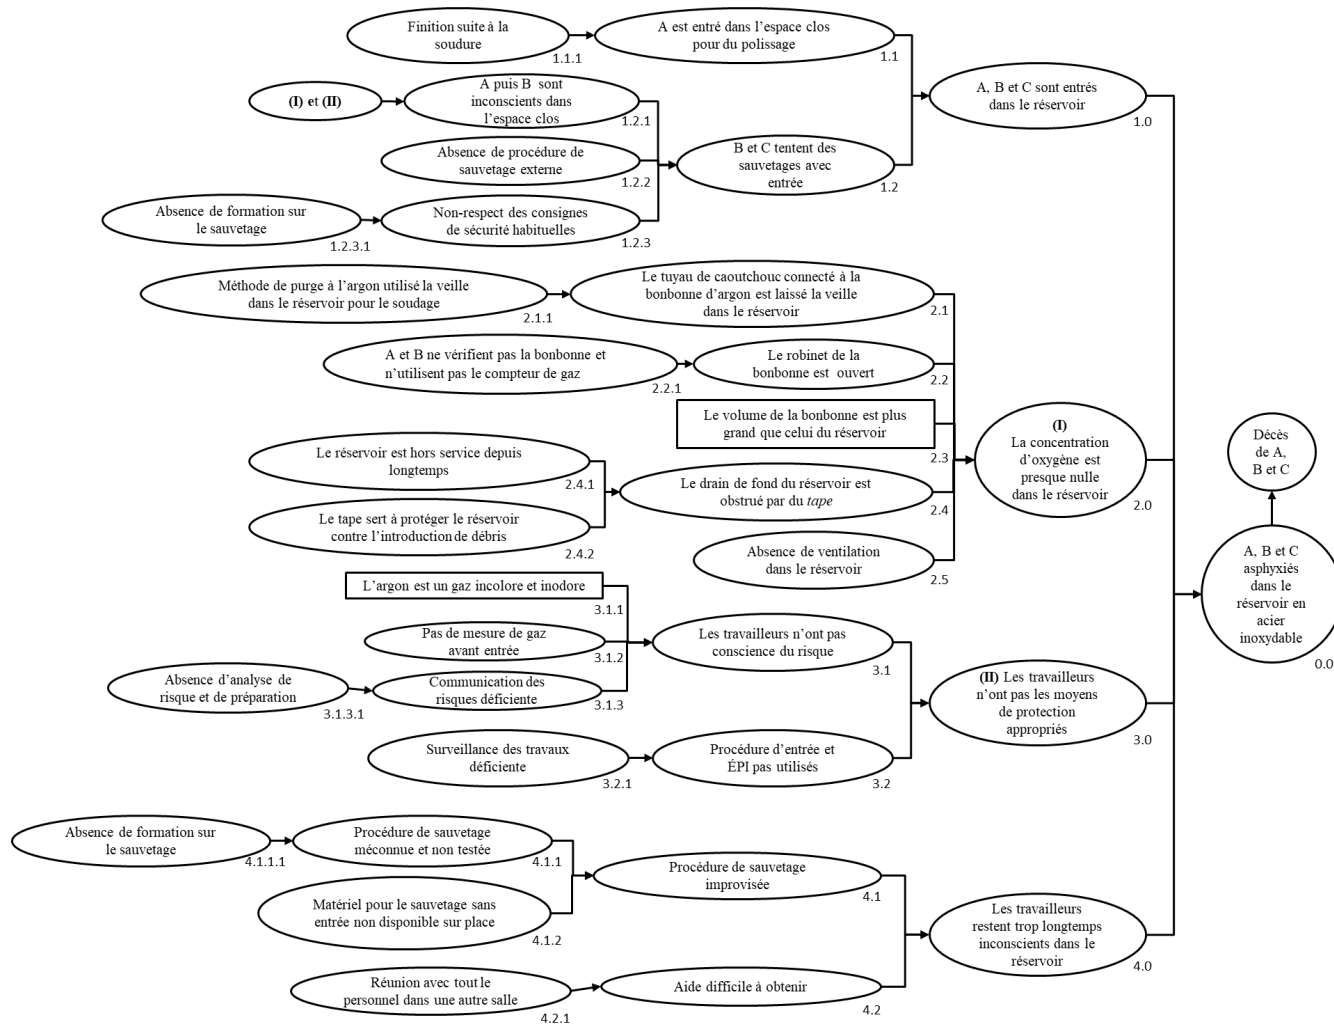 Finition suite à la
soudure
1.1.1
A est entré dans l’espace clos
pour du polissage
1.1
(I) et (II)
A puis B sont
inconscients dans
l’espace clos
1.2.1
Absence de procédure de
sauvetage externe
1.2.2
Absence de formation sur
le sauvetage
1.2.3.1
Non-respect des consignes
de sécurité habituelles
1.2.3
B et C tentent des
sauvetages avec
entrée
1.2
A, B et C sont entrés
dans le réservoir
1.0
Méthode de purge à l’argon utilisé la veille
dans le réservoir pour le soudage
2.1.1
Le tuyau de caoutchouc connecté à la
bonbonne d’argon est laissé la veille
dans le réservoir
2.1
A et B ne vérifient pas la bonbonne et
n’utilisent pas le compteur de gaz
2.2.1
Le robinet de la
bonbonne est ouvert
2.2
Le volume de la bonbonne est plus
grand que celui du réservoir
2.3
Le réservoir est hors service depuis
longtemps
2.4.1
Le tape sert à protéger le réservoir
contre l’introduction de débris
2.4.2
Le drain de fond du réservoir est
obstrué par du tape
2.4
Absence de ventilation
dans le réservoir
2.5
(I)
La concentration
d’oxygène est
presque nulle
dans le réservoir
2.0
Décès
de A,
B et C
A, B et C
asphyxiés
dans le
réservoir en
acier
inoxydable
0.0
L’argon est un gaz incolore et inodore
3.1.1
Pas de mesure de gaz
avant entrée
3.1.2
Absence d’analyse de
risque et de préparation
3.1.3.1
Communication des
risques déficiente
3.1.3
Les travailleurs n’ont pas
conscience du risque
3.1
Surveillance des travaux
déficiente
3.2.1
Procédure d’entrée et
ÉPI pas utilisés
3.2
(II) Les travailleurs
n’ont pas les moyens
de protection
appropriés
3.0
Absence de formation sur
le sauvetage
4.1.1.1
Procédure de sauvetage
méconnue et non testée
4.1.1
Matériel pour le sauvetage sans
entrée non disponible sur place
4.1.2
Procédure de sauvetage
improvisée
4.1
Réunion avec tout le
personnel dans une autre salle
4.2.1
Aide difficile à obtenir
4.2
Les travailleurs
restent trop longtemps
inconscients dans le
réservoir
4.0